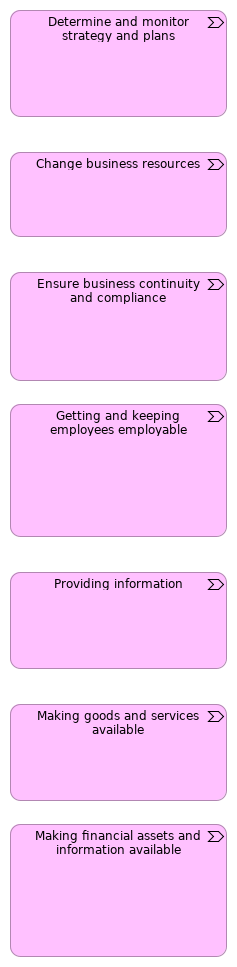 Determine and monitor
strategy and plans
Change business resources
Ensure business continuity
and compliance
Getting and keeping
employees employable
Providing information
Making goods and services
available
Making financial assets and
information available